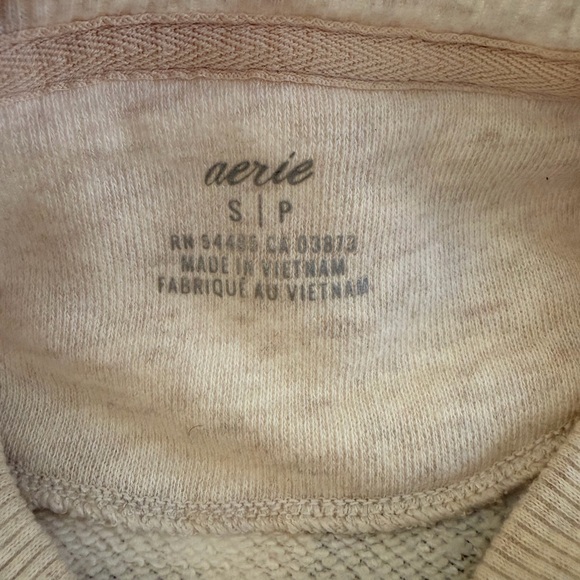 aerie
S | P
RN 54485 CA 03873
MADE IN VIETNAM
FABRIQUÉ AU VIETNAM